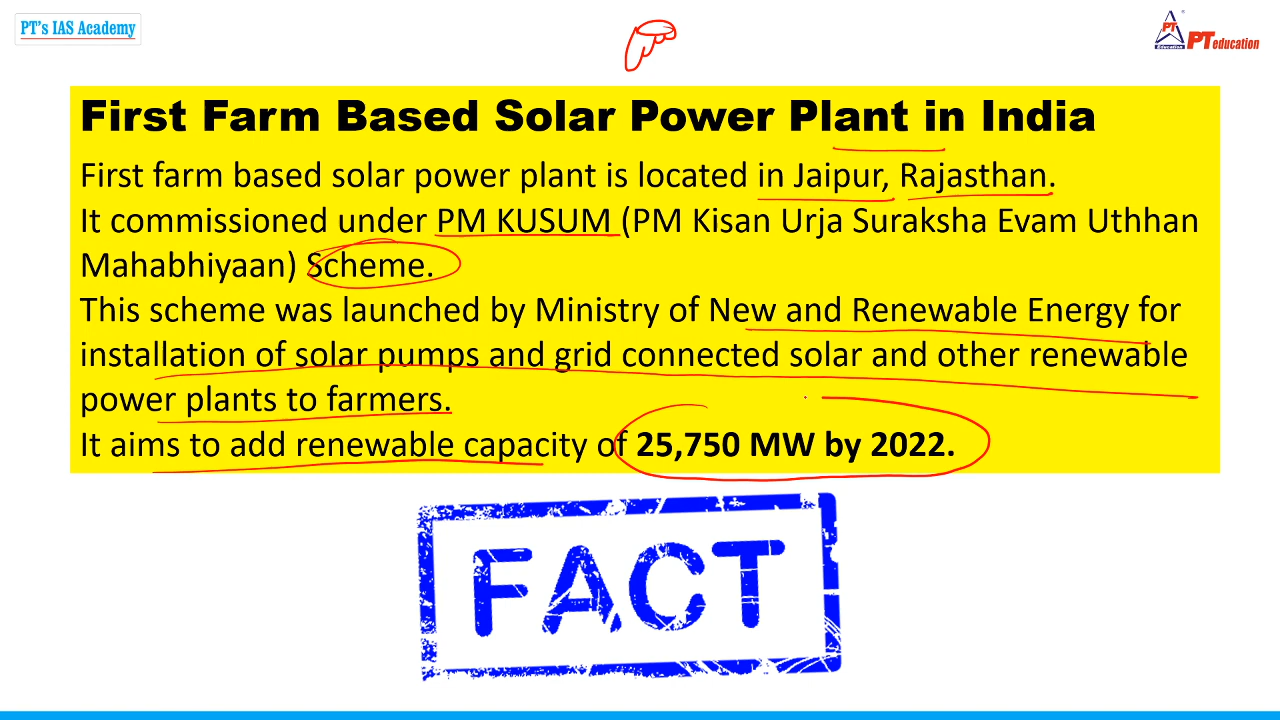 PT's IAS Academy
PT
Education
PT education
First Farm Based Solar Power Plant in India
First farm based solar power plant is located in Jaipur, Rajasthan.
It commissioned under PM KUSUM (PM Kisan Urja Suraksha Evam Uthhan
Mahabhiyaan) Scheme.
This scheme was launched by Ministry of New and Renewable Energy for
installation of solar pumps and grid connected solar and other renewable
power plants to farmers.
It aims to add renewable capacity of 25,750 MW by 2022.
FACT